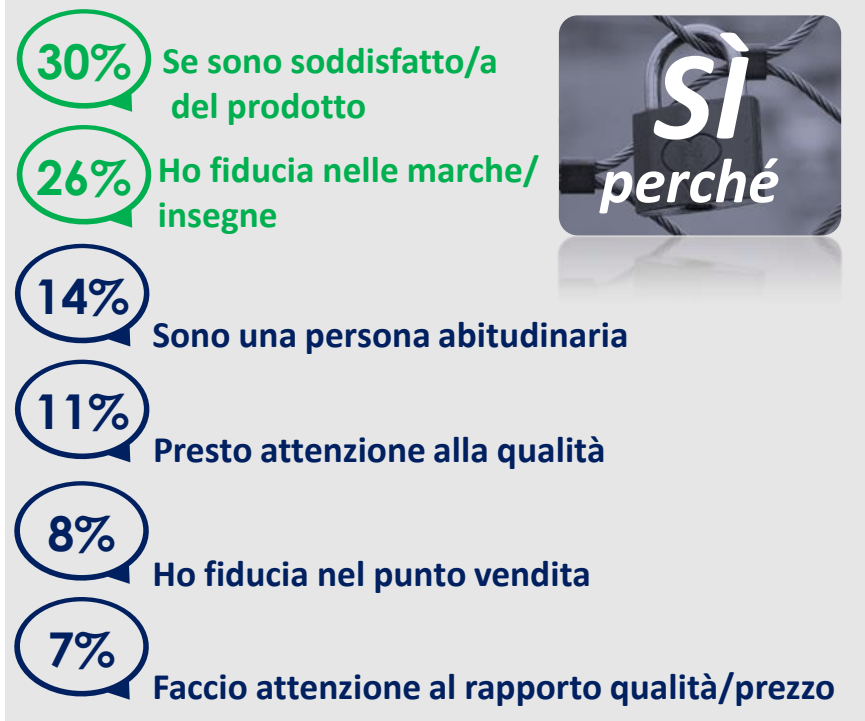 30%
Se sono soddisfatto/a
del prodotto
SÌ
perché
26%
Ho fiducia nelle marche/
insegne
14%
Sono una persona abitudinaria
11%
Presto attenzione alla qualità
8%
Ho fiducia nel punto vendita
7%
Faccio attenzione al rapporto qualità/prezzo